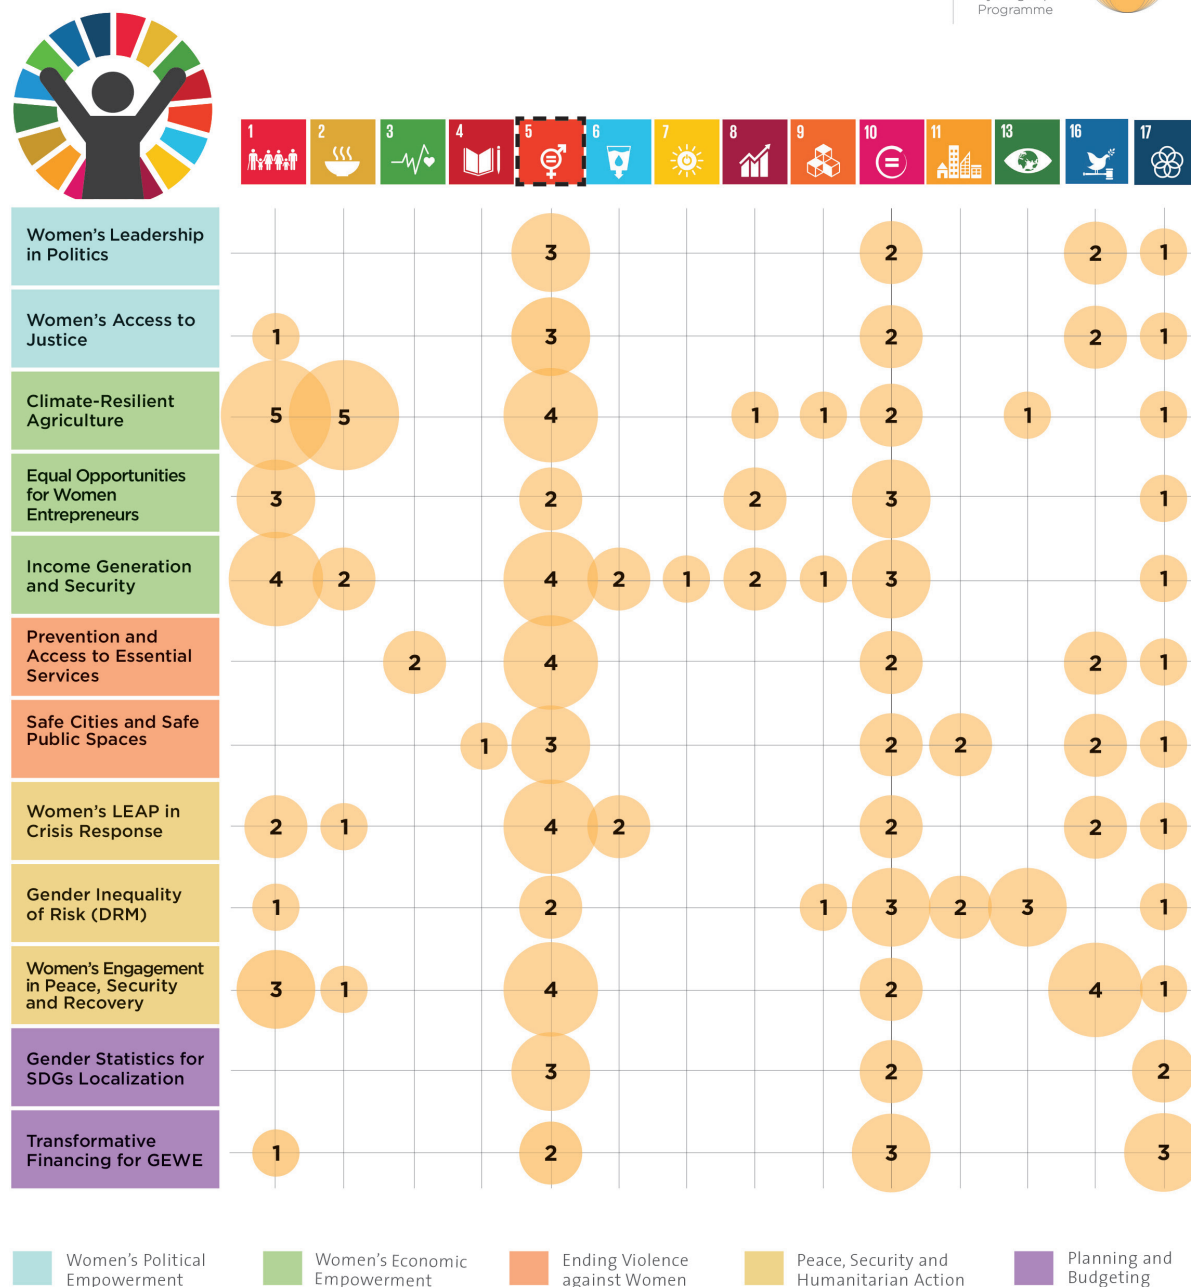 Programme
1 2 3 4 5 6 7 8 9 10 11 13 16 17
Women's Leadership
in Politics
3 2 2 1
Women's Access to
Justice
1 3 2 2 1
Climate-Resilient
Agriculture
5 5 4 1 1 2 1 1
Equal Opportunities
for Women
Entrepreneurs
3 2 2 3 1
Income Generation
and Security
4 2 4 2 1 2 1 3 1
Prevention and
Access to Essential
Services
2 4 2 2 1
Safe Cities and Safe
Public Spaces
1 3 2 2 2 1
Women's LEAP in
Crisis Response
2 1 4 2 2 2 1
Gender Inequality
of Risk (DRM)
1 2 1 3 2 3 1
Women's Engagement
in Peace, Security
and Recovery
3 1 4 2 4 1
Gender Statistics for
SDGs Localization
3 2 2
Transformative
Financing for GEWE
1 2 3 3
Women's Political
Empowerment
Women's Economic
Empowerment
Ending Violence
against Women
Peace, Security and
Humanitarian Action
Planning and
Budgeting